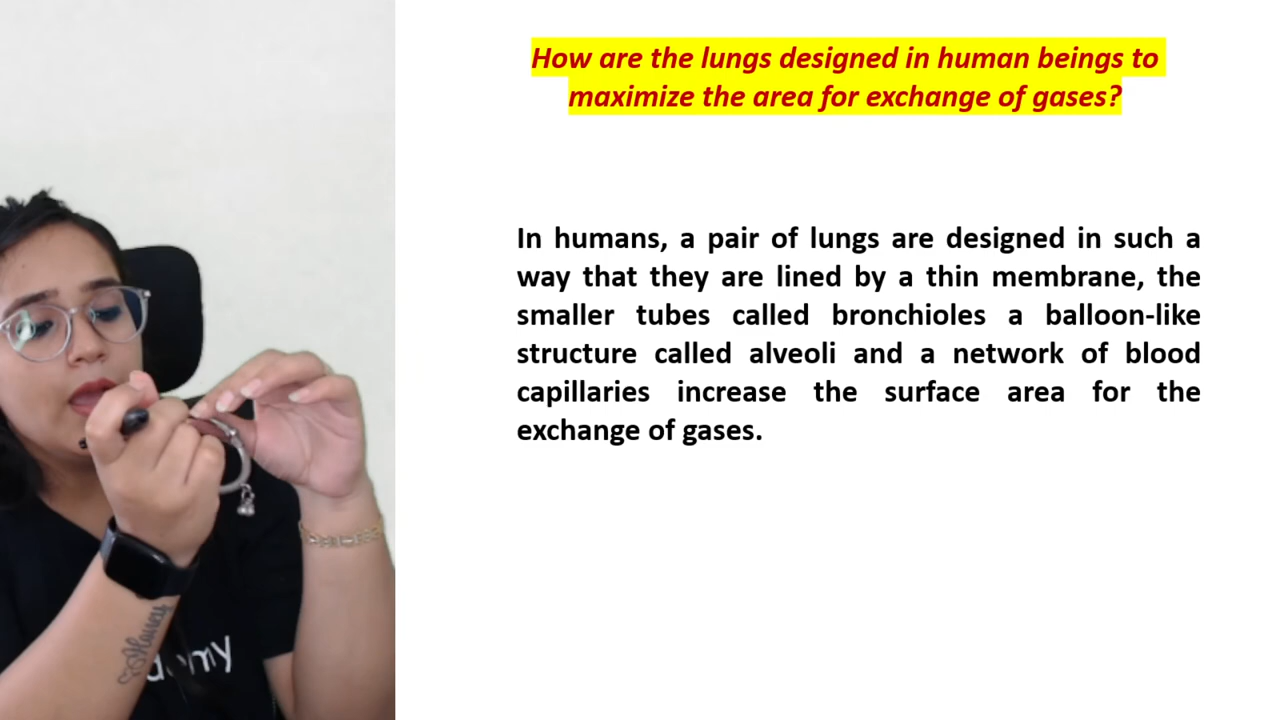 How are the lungs designed in human beings to
maximize the area for exchange of gases?
In humans, a pair of lungs are designed in such a
way that they are lined by a thin membrane, the
smaller tubes called bronchioles a balloon-like
structure called alveoli and a network of blood
capillaries increase the surface area for the
exchange of gases.